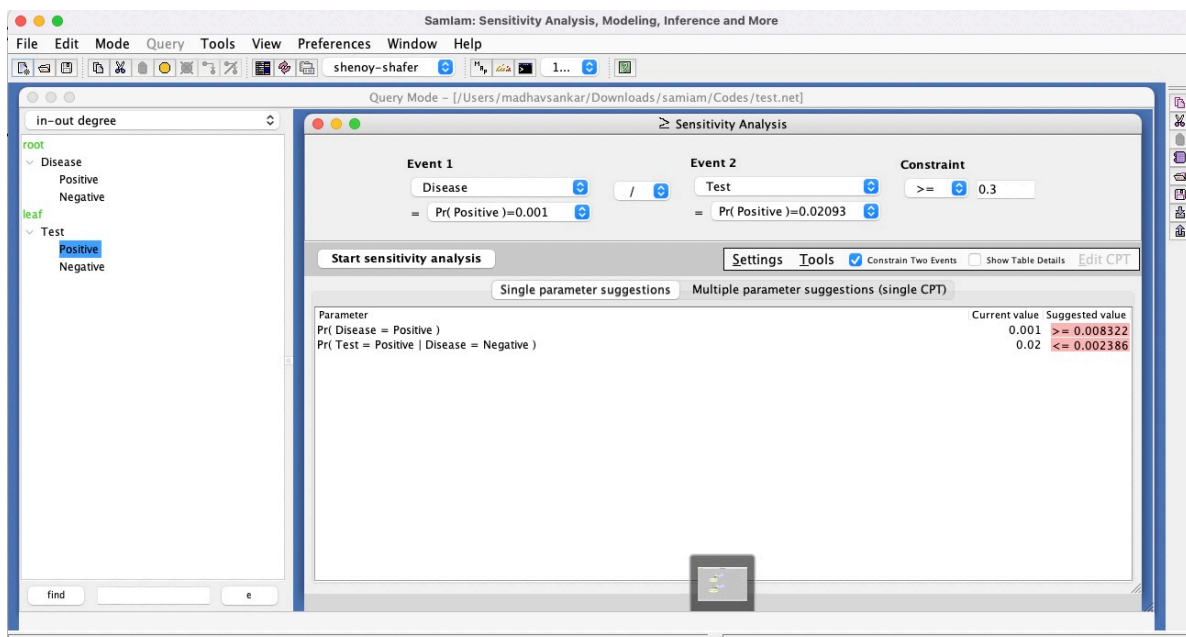 SamIam: Sensitivity Analysis, Modeling, Inference and More
File Edit Mode Query Tools View Preferences Window Help
shenoy-shafer 1...
Query Mode – [/Users/madhavsankar/Downloads/samiam/Codes/test.net]
in-out degree
root
Disease
Positive
Negative
leaf
Test
Positive
Negative
find
e
≥ Sensitivity Analysis
Event 1 Event 2 Constraint
Disease / Test >= 0.3
= Pr( Positive )=0.001 = Pr( Positive )=0.02093
Start sensitivity analysis Settings Tools Constrain Two Events Show Table Details Edit CPT
Single parameter suggestions Multiple parameter suggestions (single CPT)
Parameter Current value Suggested value
Pr( Disease = Positive ) 0.001 >= 0.008322
Pr( Test = Positive | Disease = Negative ) 0.02 <= 0.002386